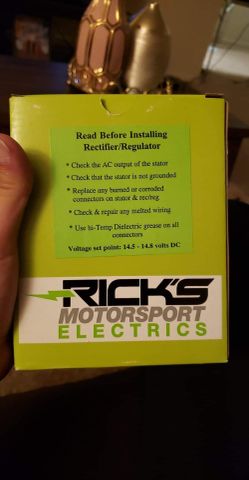 Read Before Installing
Rectifier/Regulator
* Check the AC output of the stator
* Check that the stator is not grounded
* Replace any burned or corroded
connectors on stator & rec/reg
* Check & repair any melted wiring
* Use hi-Temp Dielectric grease on all
connectors
Voltage set point: 14.5 - 14.8 volts DC
RICK'S
MOTORSPORT
ELECTRICS